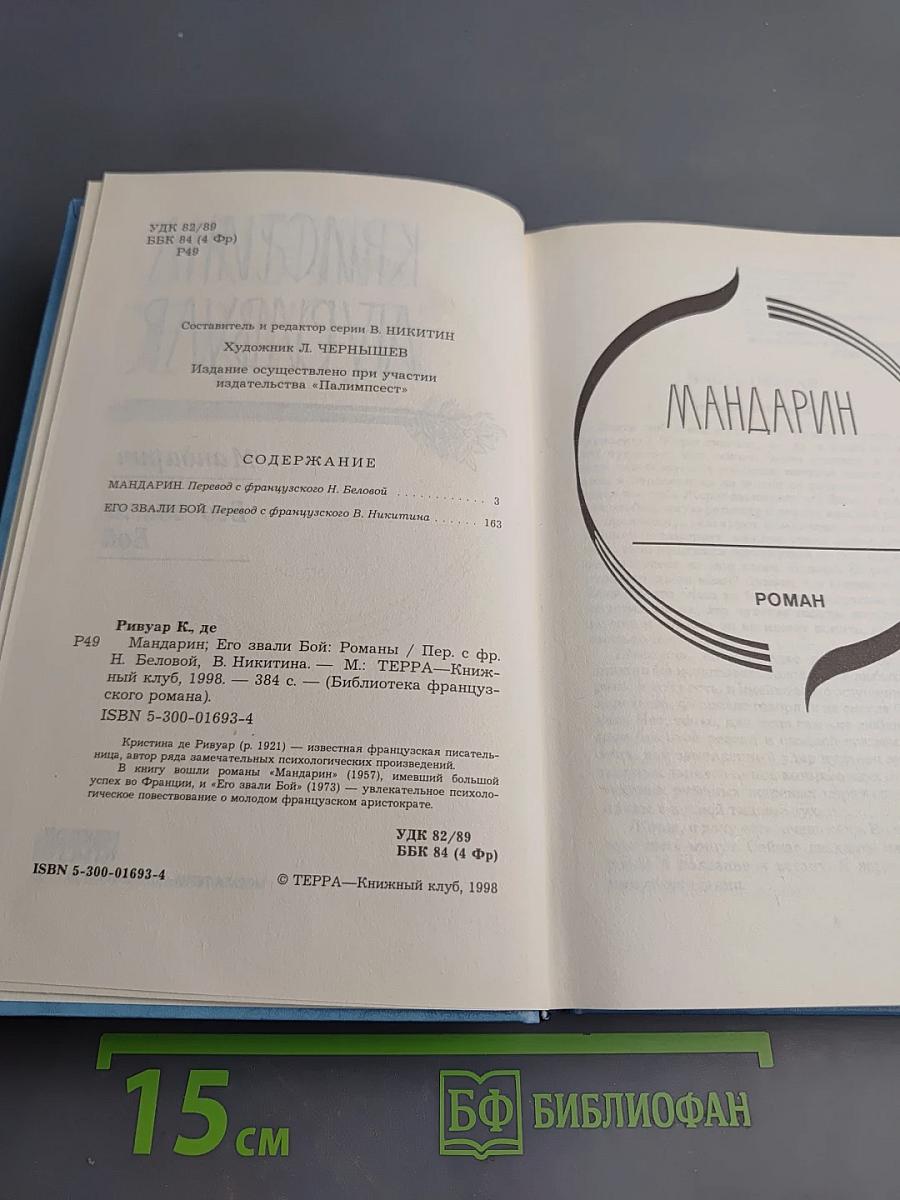 УДК 82/89
ББК 84 (4 Фр)
Р49
Составитель и редактор серии В. НИКИТИН
Художник Л. ЧЕРНЫШЕВ
Издание осуществлено при участии
издательства «Палимпсест»
СОДЕРЖАНИЕ
МАНДАРИН. Перевод с французского Н. Беловой . . . . . . . . . . . . 3
ЕГО ЗВАЛИ БОЙ. Перевод с французского В. Никитина . . . . . . 163
Ривуар К., де
Р49 Мандарин; Его звали Бой: Романы / Пер. с фр.
Н. Беловой, В. Никитина. — М.: ТЕРРА—Книж-
ный клуб, 1998. — 384 с. — (Библиотека француз-
ского романа).
ISBN 5-300-01693-4
Кристина де Ривуар (р. 1921) — известная французская писатель-
ница, автор ряда замечательных психологических произведений.
В книгу вошли романы «Мандарин» (1957), имевший большой
успех во Франции, и «Его звали Бой» (1973) — увлекательное психоло-
гическое повествование о молодом французском аристократе.
УДК 82/89
ББК 84 (4 Фр)
ISBN 5-300-01693-4
© ТЕРРА—Книжный клуб, 1998
МАНДАРИН
РОМАН
15 см
БФ БИБЛИОФАН